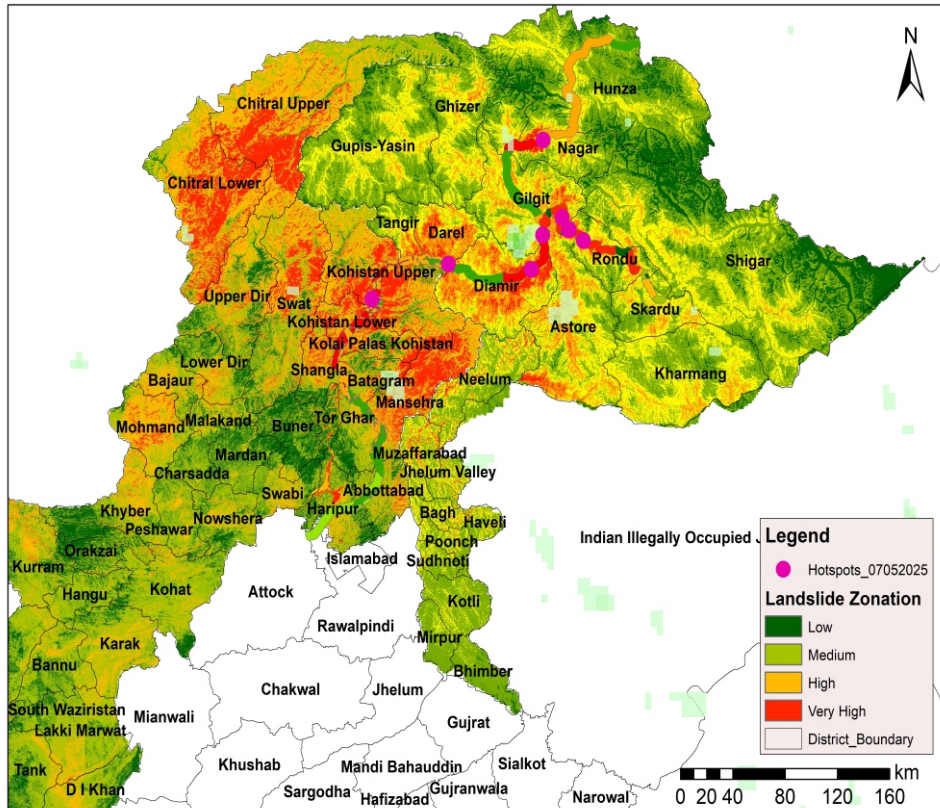 N
Chitral Upper
Hunza
Ghizer
Gupis-Yasin
Nagar
Chitral Lower
Gilgit
Tangir
Darel
Rondu
Shigar
Kohistan Upper
Diamir
Upper Dir
Swat
Skardu
Kohistan Lower
Astore
Kolai Palas Kohistan
Lower Dir
Shangla
Kharmang
Bajaur
Batagram
Neelum
Mansehra
Malakand
Tor Ghar
Mohmand
Buner
Mardan
Muzaffarabad
Charsadda
Jhelum Valley
Swabi
Abbottabad
Khyber
Haripur
Bagh
Nowshera
Haveli
Peshawar
Poonch
Orakzai
Islamabad
Sudhnoti
Indian Illegally Occupied J
Kurram
Hangu
Kohat
Attock
Kotli
Rawalpindi
Mirpur
Karak
Bannu
Bhimber
Chakwal
Jhelum
South Waziristan
Mianwali
Gujrat
Lakki Marwat
Khushab
Mandi Bahauddin
Sialkot
Tank
Gujranwala
D I Khan
Sargodha
Hafizabad
Narowal
Legend
Hotspots_07052025
Landslide Zonation
Low
Medium
High
Very High
District_Boundary
km
0 20 40 80 120 160